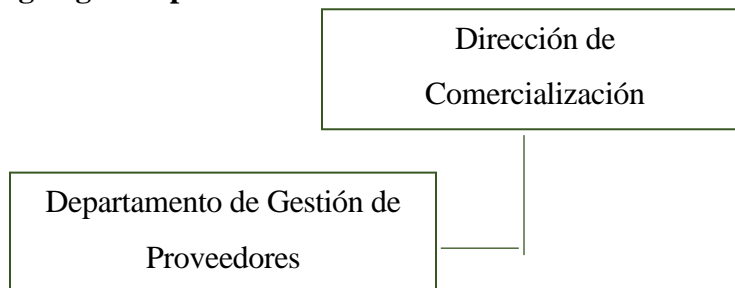 Dirección de
Comercialización
Departamento de Gestión de
Proveedores